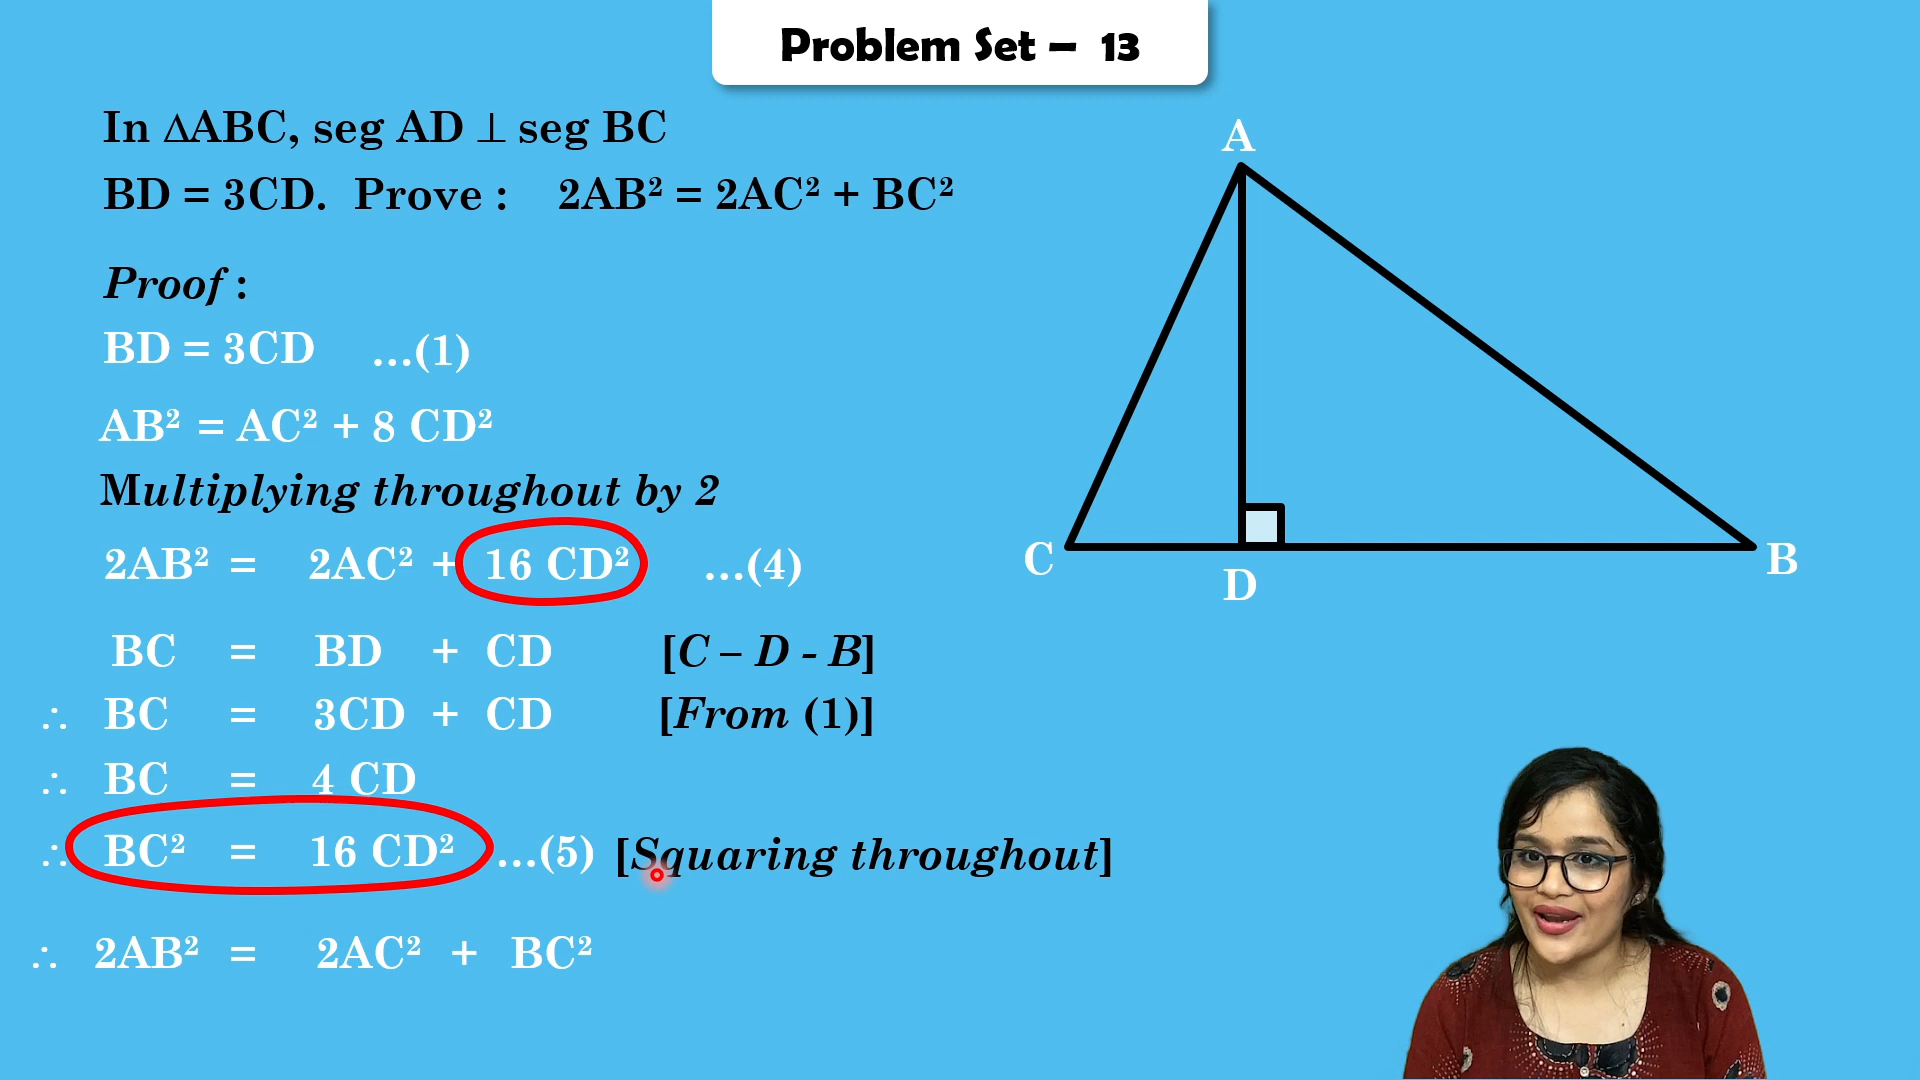 Problem Set – 13
In ∆ABC, seg AD ⊥ seg BC
BD = 3CD. Prove : 2AB² = 2AC² + BC²
Proof :
BD = 3CD ...(1)
AB² = AC² + 8 CD²
Multiplying throughout by 2
2AB² = 2AC² + 16 CD² ...(4)
BC = BD + CD [C – D - B]
∴ BC = 3CD + CD [From (1)]
∴ BC = 4 CD
∴ BC² = 16 CD² ...(5) [Squaring throughout]
∴ 2AB² = 2AC² + BC²
A
C
B
D